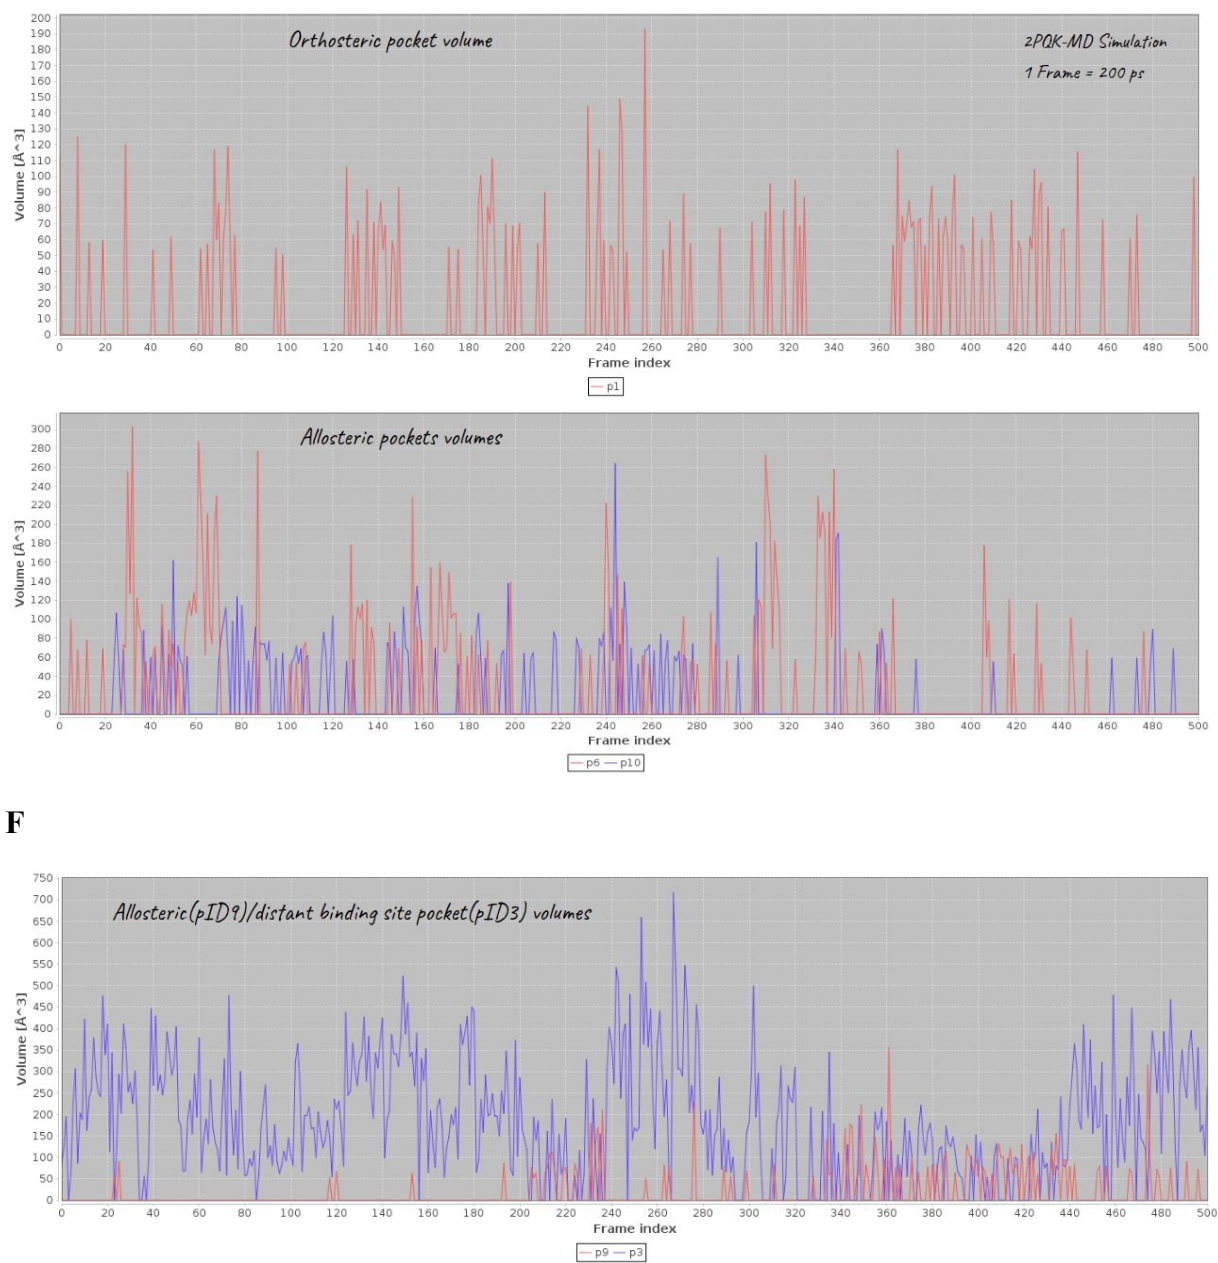 Orthosteric pocket volume
2PQK-MD Simulation
1 Frame = 200 ps
Volume [Å^3]
200
190
180
170
160
150
140
130
120
110
100
90
80
70
60
50
40
30
20
10
0
0 20 40 60 80 100 120 140 160 180 200 220 240 260 280 300 320 340 360 380 400 420 440 460 480 500
Frame index
p1
Allosteric pockets volumes
Volume [Å^3]
300
280
260
240
220
200
180
160
140
120
100
80
60
40
20
0
0 20 40 60 80 100 120 140 160 180 200 220 240 260 280 300 320 340 360 380 400 420 440 460 480 500
Frame index
p6 p10
F
Allosteric(pID9)/distant binding site pocket(pID3) volumes
Volume [Å^3]
750
700
650
600
550
500
450
400
350
300
250
200
150
100
50
0
0 20 40 60 80 100 120 140 160 180 200 220 240 260 280 300 320 340 360 380 400 420 440 460 480 500
Frame index
p9 p3